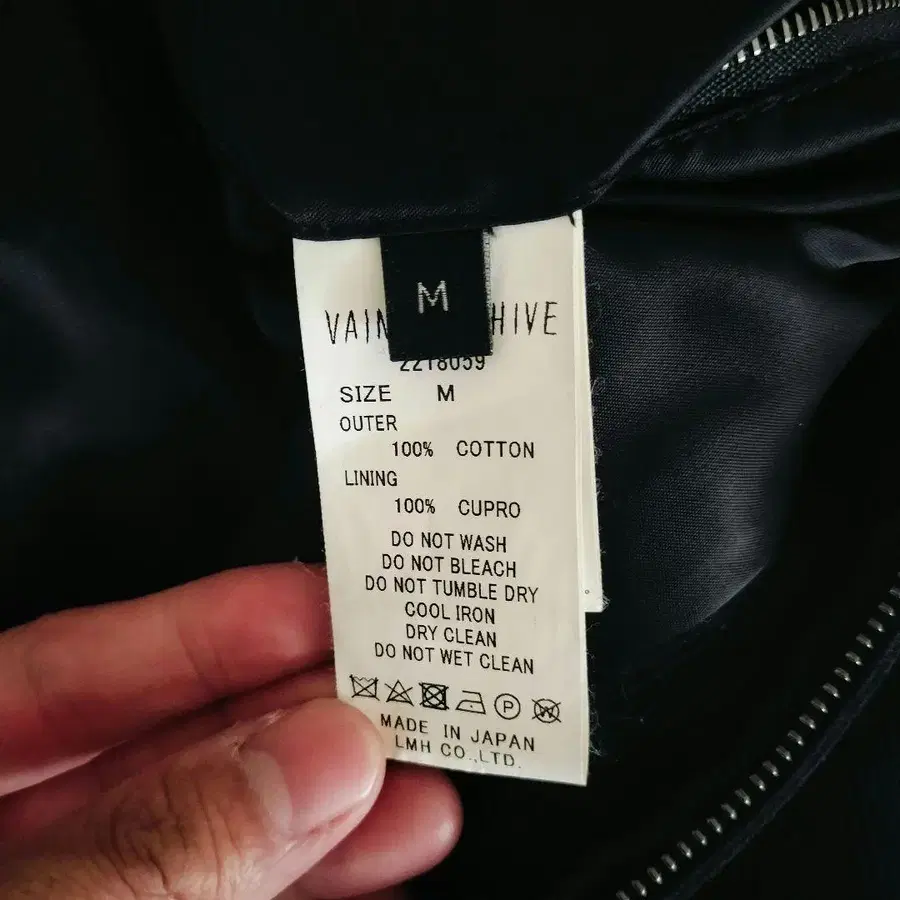 M
VAIN HIVE
2218059
SIZE M
OUTER
100% COTTON
LINING
100% CUPRO
DO NOT WASH
DO NOT BLEACH
DO NOT TUMBLE DRY
COOL IRON
DRY CLEAN
DO NOT WET CLEAN
P W
MADE IN JAPAN
LMH CO.,LTD.